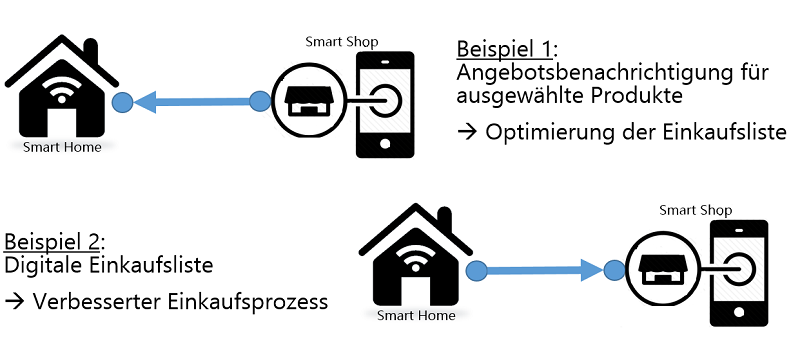 Smart Shop
Smart Home
Beispiel 1:
Angebotsbenachrichtigung für
ausgewählte Produkte
→ Optimierung der Einkaufsliste
Beispiel 2:
Digitale Einkaufsliste
→ Verbesserter Einkaufsprozess
Smart Shop
Smart Home